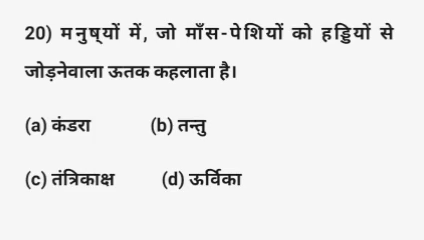 20) मनुष्यों में, जो माँस-पेशियों को हड्डियों से
जोड़नेवाला ऊतक कहलाता है।
(a) कंडरा (b) तन्तु
(c) तंत्रिकाक्ष (d) ऊर्विका